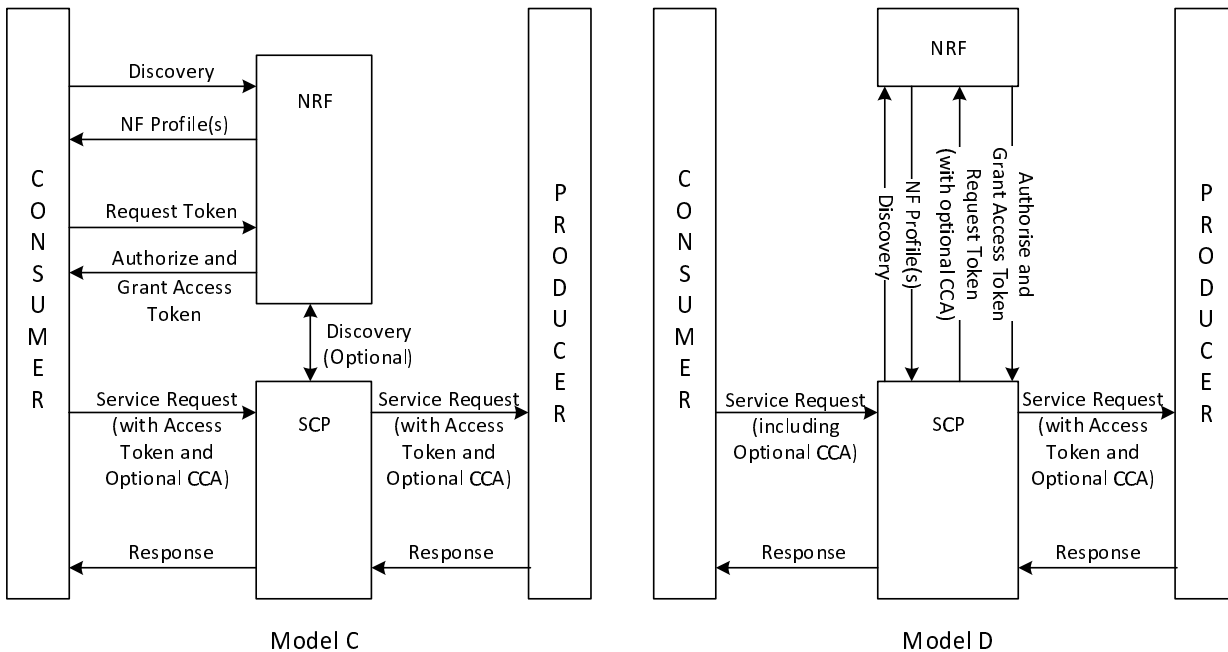 C
O
N
S
U
M
E
R
Discovery
NF Profile(s)
Request Token
Authorize and
Grant Access
Token
NRF
Discovery
(Optional)
Service Request
(with Access
Token and
Optional CCA)
SCP
Service Request
(with Access
Token and
Optional CCA)
Response
Response
P
R
O
D
U
C
E
R
Model C
C
O
N
S
U
M
E
R
NRF
Discovery
NF Profile(s)
Request Token
(with optional CCA)
Authorise and
Grant Access Token
Service Request
(including
Optional CCA)
SCP
Service Request
(with Access
Token and
Optional CCA)
Response
Response
P
R
O
D
U
C
E
R
Model D